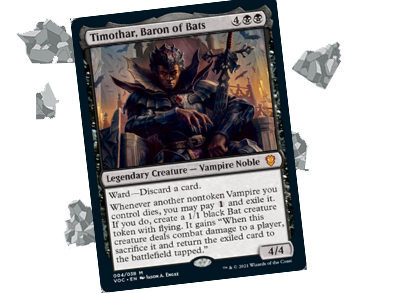 Timothar, Baron of Bats 4
Legendary Creature — Vampire Noble
Ward—Discard a card.
Whenever another nontoken Vampire you
control dies, you may pay 1 and exile it.
If you do, create a 1/1 black Bat creature
token with flying. It gains "When this
creature deals combat damage to a player,
sacrifice it and return the exiled card to
the battlefield tapped."
4/4
004/038 M
VOC • EN Jason A. Engle
™ & © 2021 Wizards of the Coast